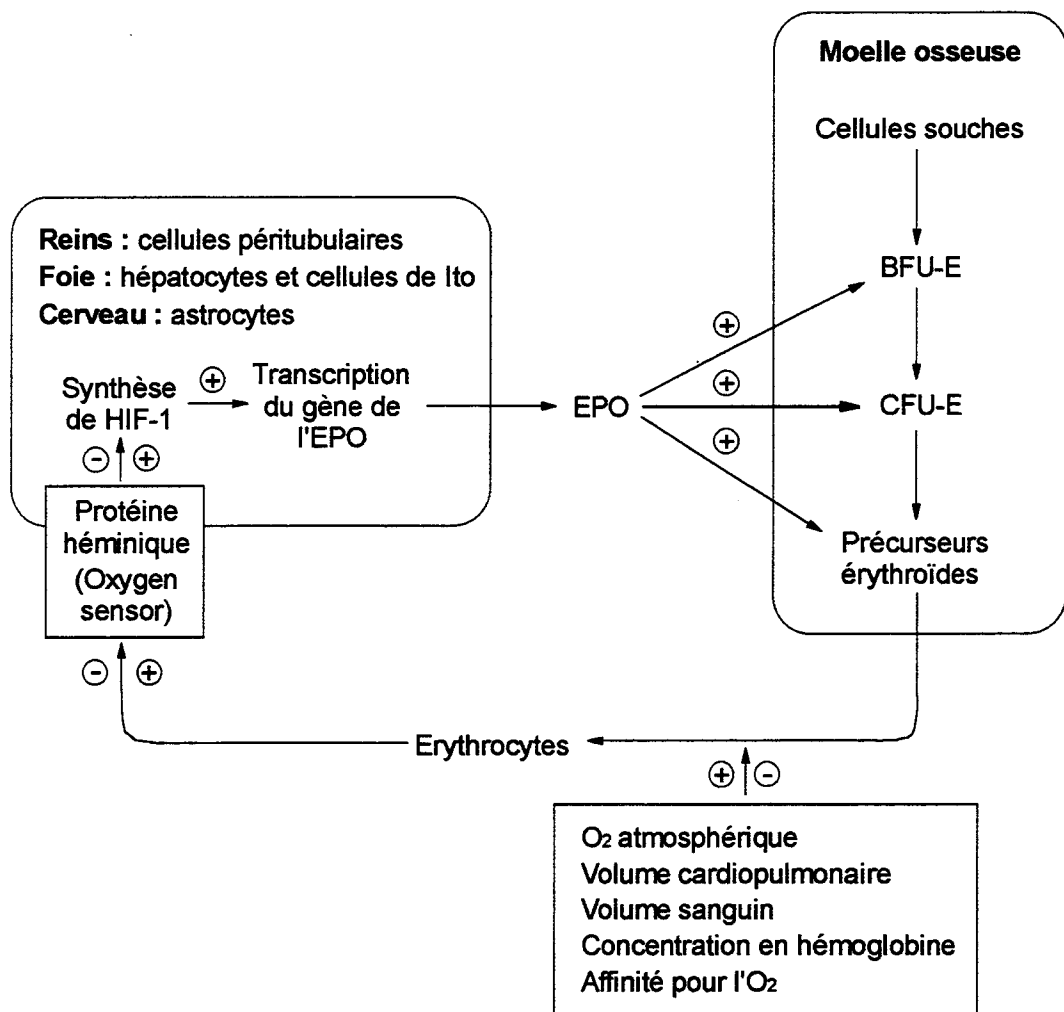 Moelle osseuse
Cellules souches
BFU-E
CFU-E
Précurseurs
érythroïdes
Reins : cellules péritubulaires
Foie : hépatocytes et cellules de Ito
Cerveau : astrocytes
Synthèse
de HIF-1
+
Transcription
du gène de
l'EPO
EPO
+
+
+
- +
Protéine
héminique
(Oxygen
sensor)
- +
Erythrocytes
+ -
O₂ atmosphérique
Volume cardiopulmonaire
Volume sanguin
Concentration en hémoglobine
Affinité pour l'O₂